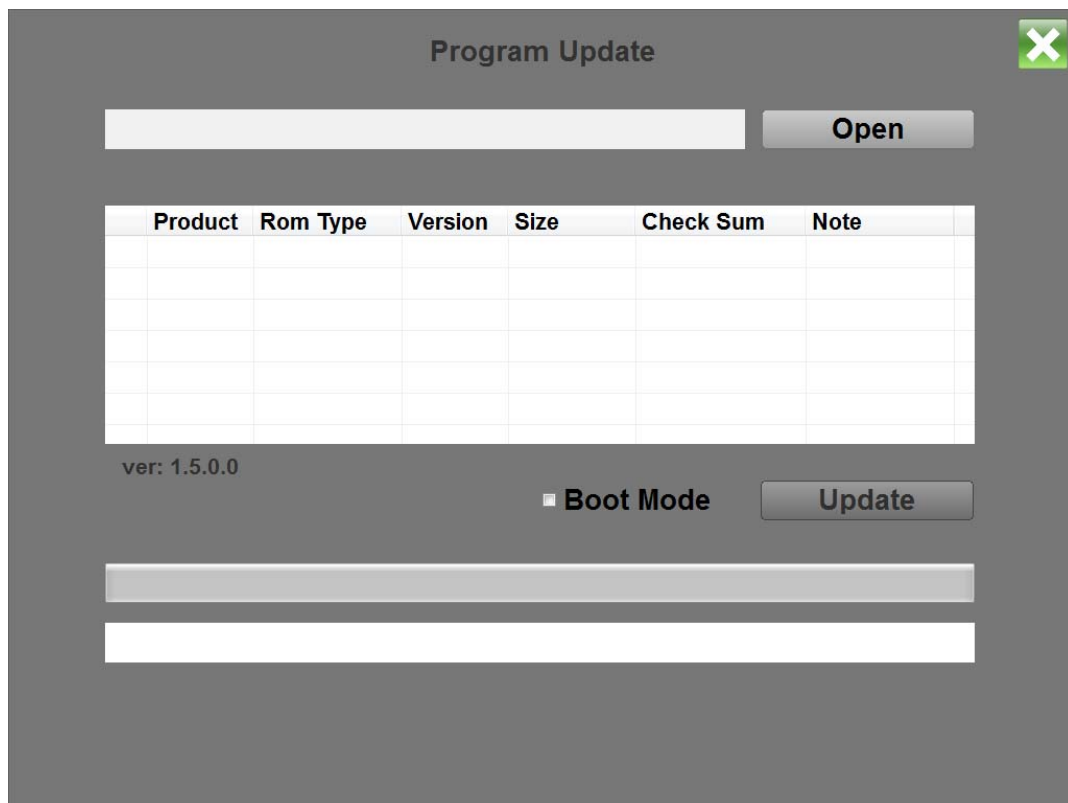 Program Update
Open
Product Rom Type Version Size Check Sum Note
ver: 1.5.0.0
Boot Mode Update